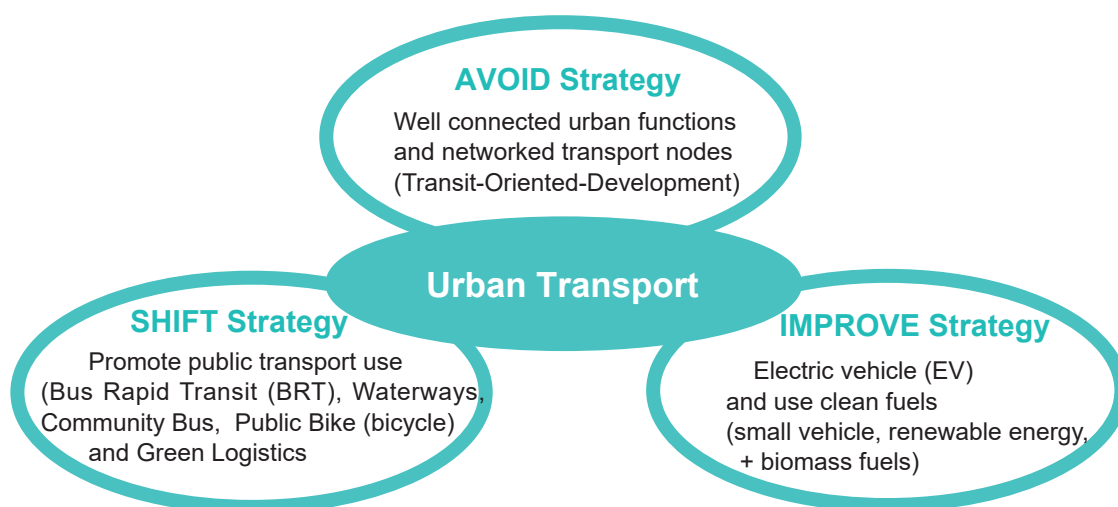 AVOID Strategy
Well connected urban functions
and networked transport nodes
(Transit-Oriented-Development)
Urban Transport
SHIFT Strategy
Promote public transport use
(Bus Rapid Transit (BRT), Waterways,
Community Bus, Public Bike (bicycle)
and Green Logistics
IMPROVE Strategy
Electric vehicle (EV)
and use clean fuels
(small vehicle, renewable energy,
+ biomass fuels)